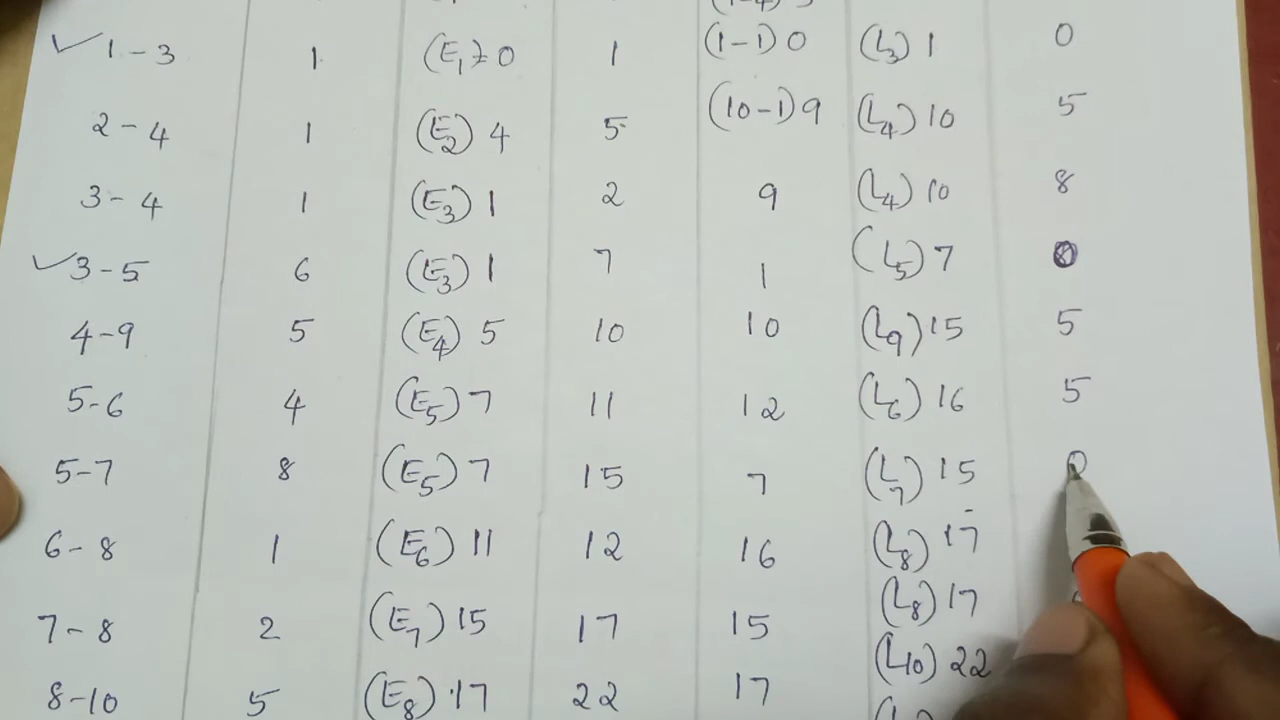 1-3 1 (E1) 0 1 (1-1) 0 (L3) 1 0
2-4 1 (E2) 4 5 (10-1) 9 (L4) 10 5
3-4 1 (E3) 1 2 9 (L4) 10 8
3-5 6 (E3) 1 7 1 (L5) 7
4-9 5 (E4) 5 10 10 (L9) 15 5
5-6 4 (E5) 7 11 12 (L6) 16 5
5-7 8 (E5) 7 15 7 (L7) 15 0
6-8 1 (E6) 11 12 16 (L8) 17
7-8 2 (E7) 15 17 15 (L8) 17
8-10 5 (E8) 17 22 17 (L10) 22